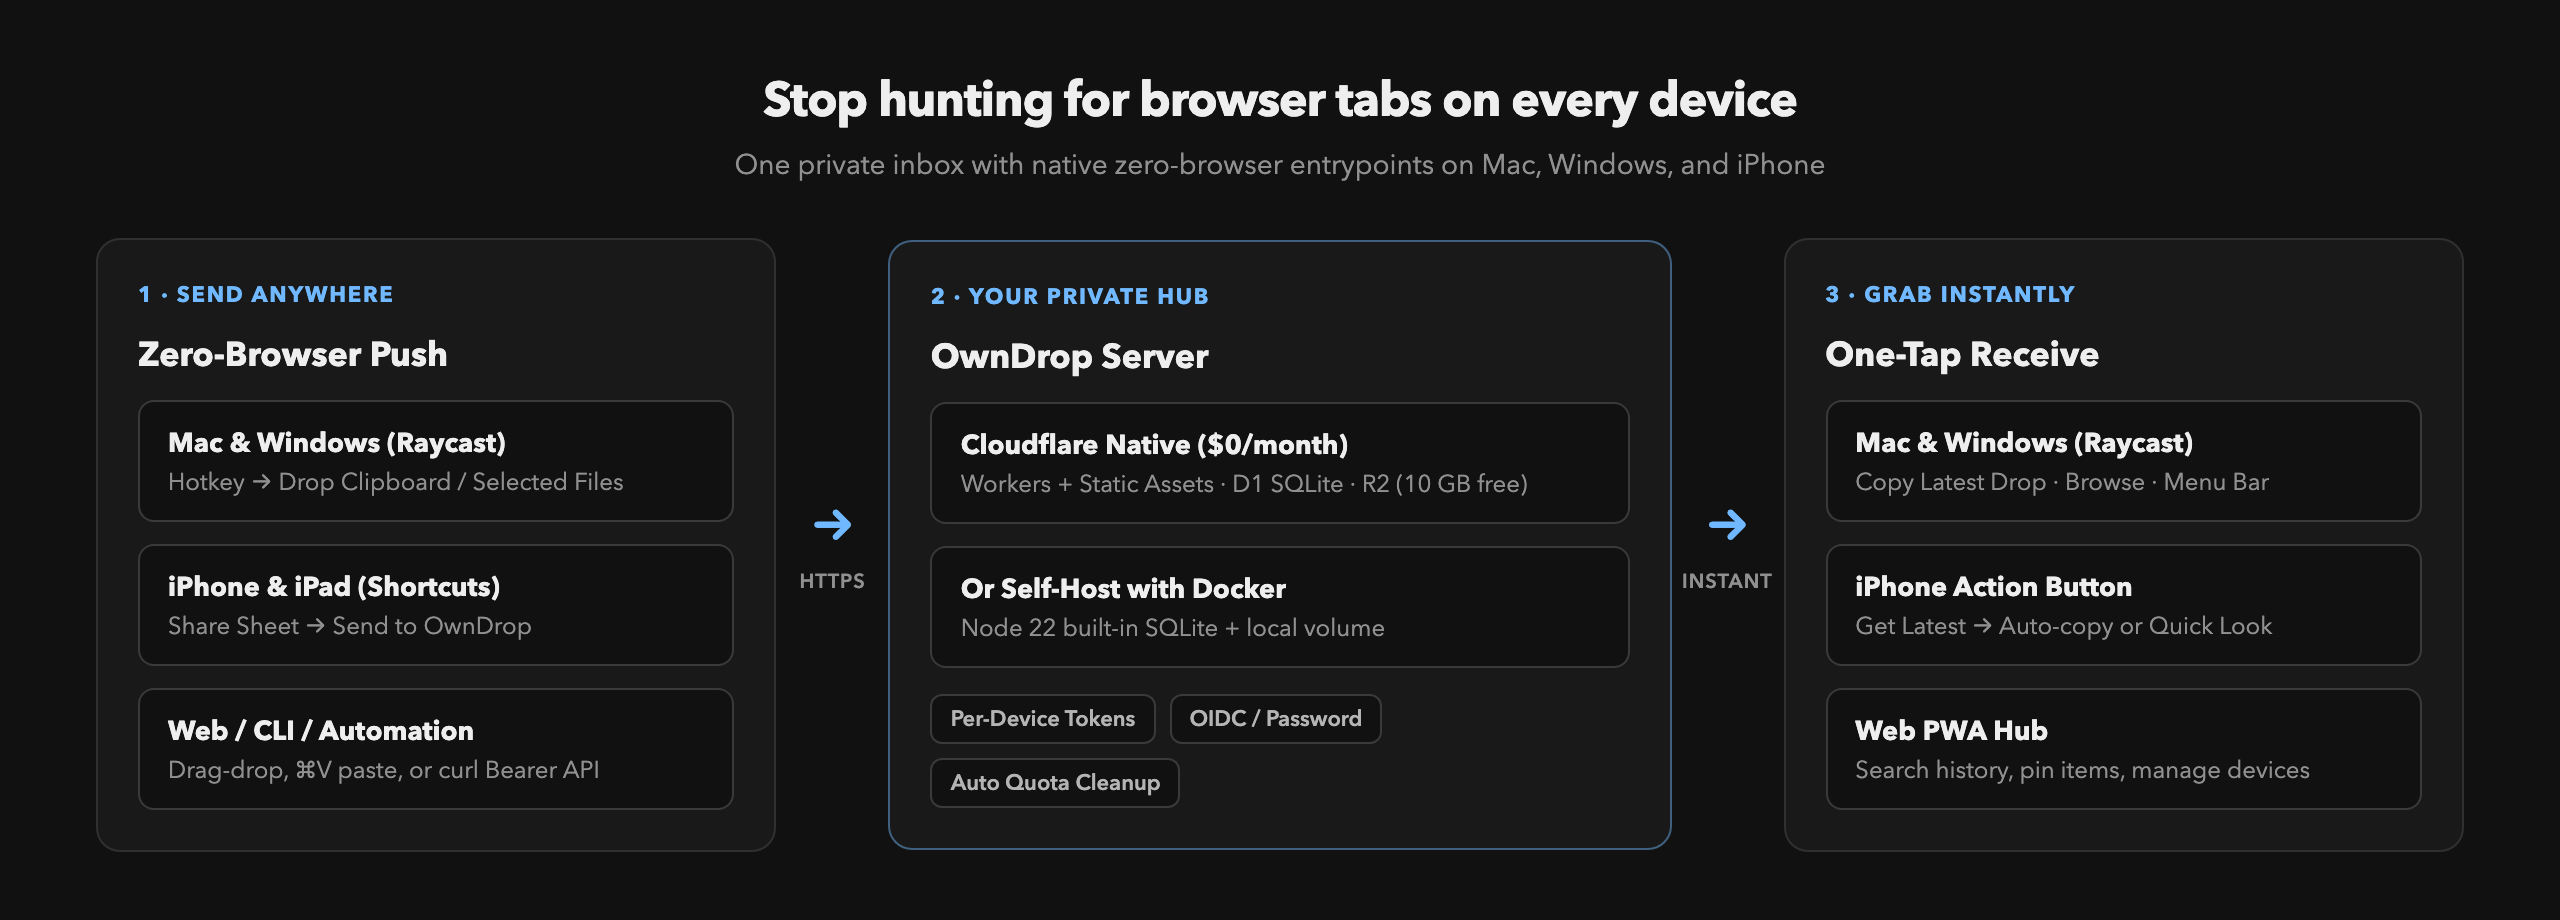 Stop hunting for browser tabs on every device
One private inbox with native zero-browser entrypoints on Mac, Windows, and iPhone
1 · SEND ANYWHERE
Zero-Browser Push
Mac & Windows (Raycast)
Hotkey → Drop Clipboard / Selected Files
iPhone & iPad (Shortcuts)
Share Sheet → Send to OwnDrop
Web / CLI / Automation
Drag-drop, ⌘V paste, or curl Bearer API
→
HTTPS
2 · YOUR PRIVATE HUB
OwnDrop Server
Cloudflare Native ($0/month)
Workers + Static Assets · D1 SQLite · R2 (10 GB free)
Or Self-Host with Docker
Node 22 built-in SQLite + local volume
Per-Device Tokens
OIDC / Password
Auto Quota Cleanup
→
INSTANT
3 · GRAB INSTANTLY
One-Tap Receive
Mac & Windows (Raycast)
Copy Latest Drop · Browse · Menu Bar
iPhone Action Button
Get Latest → Auto-copy or Quick Look
Web PWA Hub
Search history, pin items, manage devices